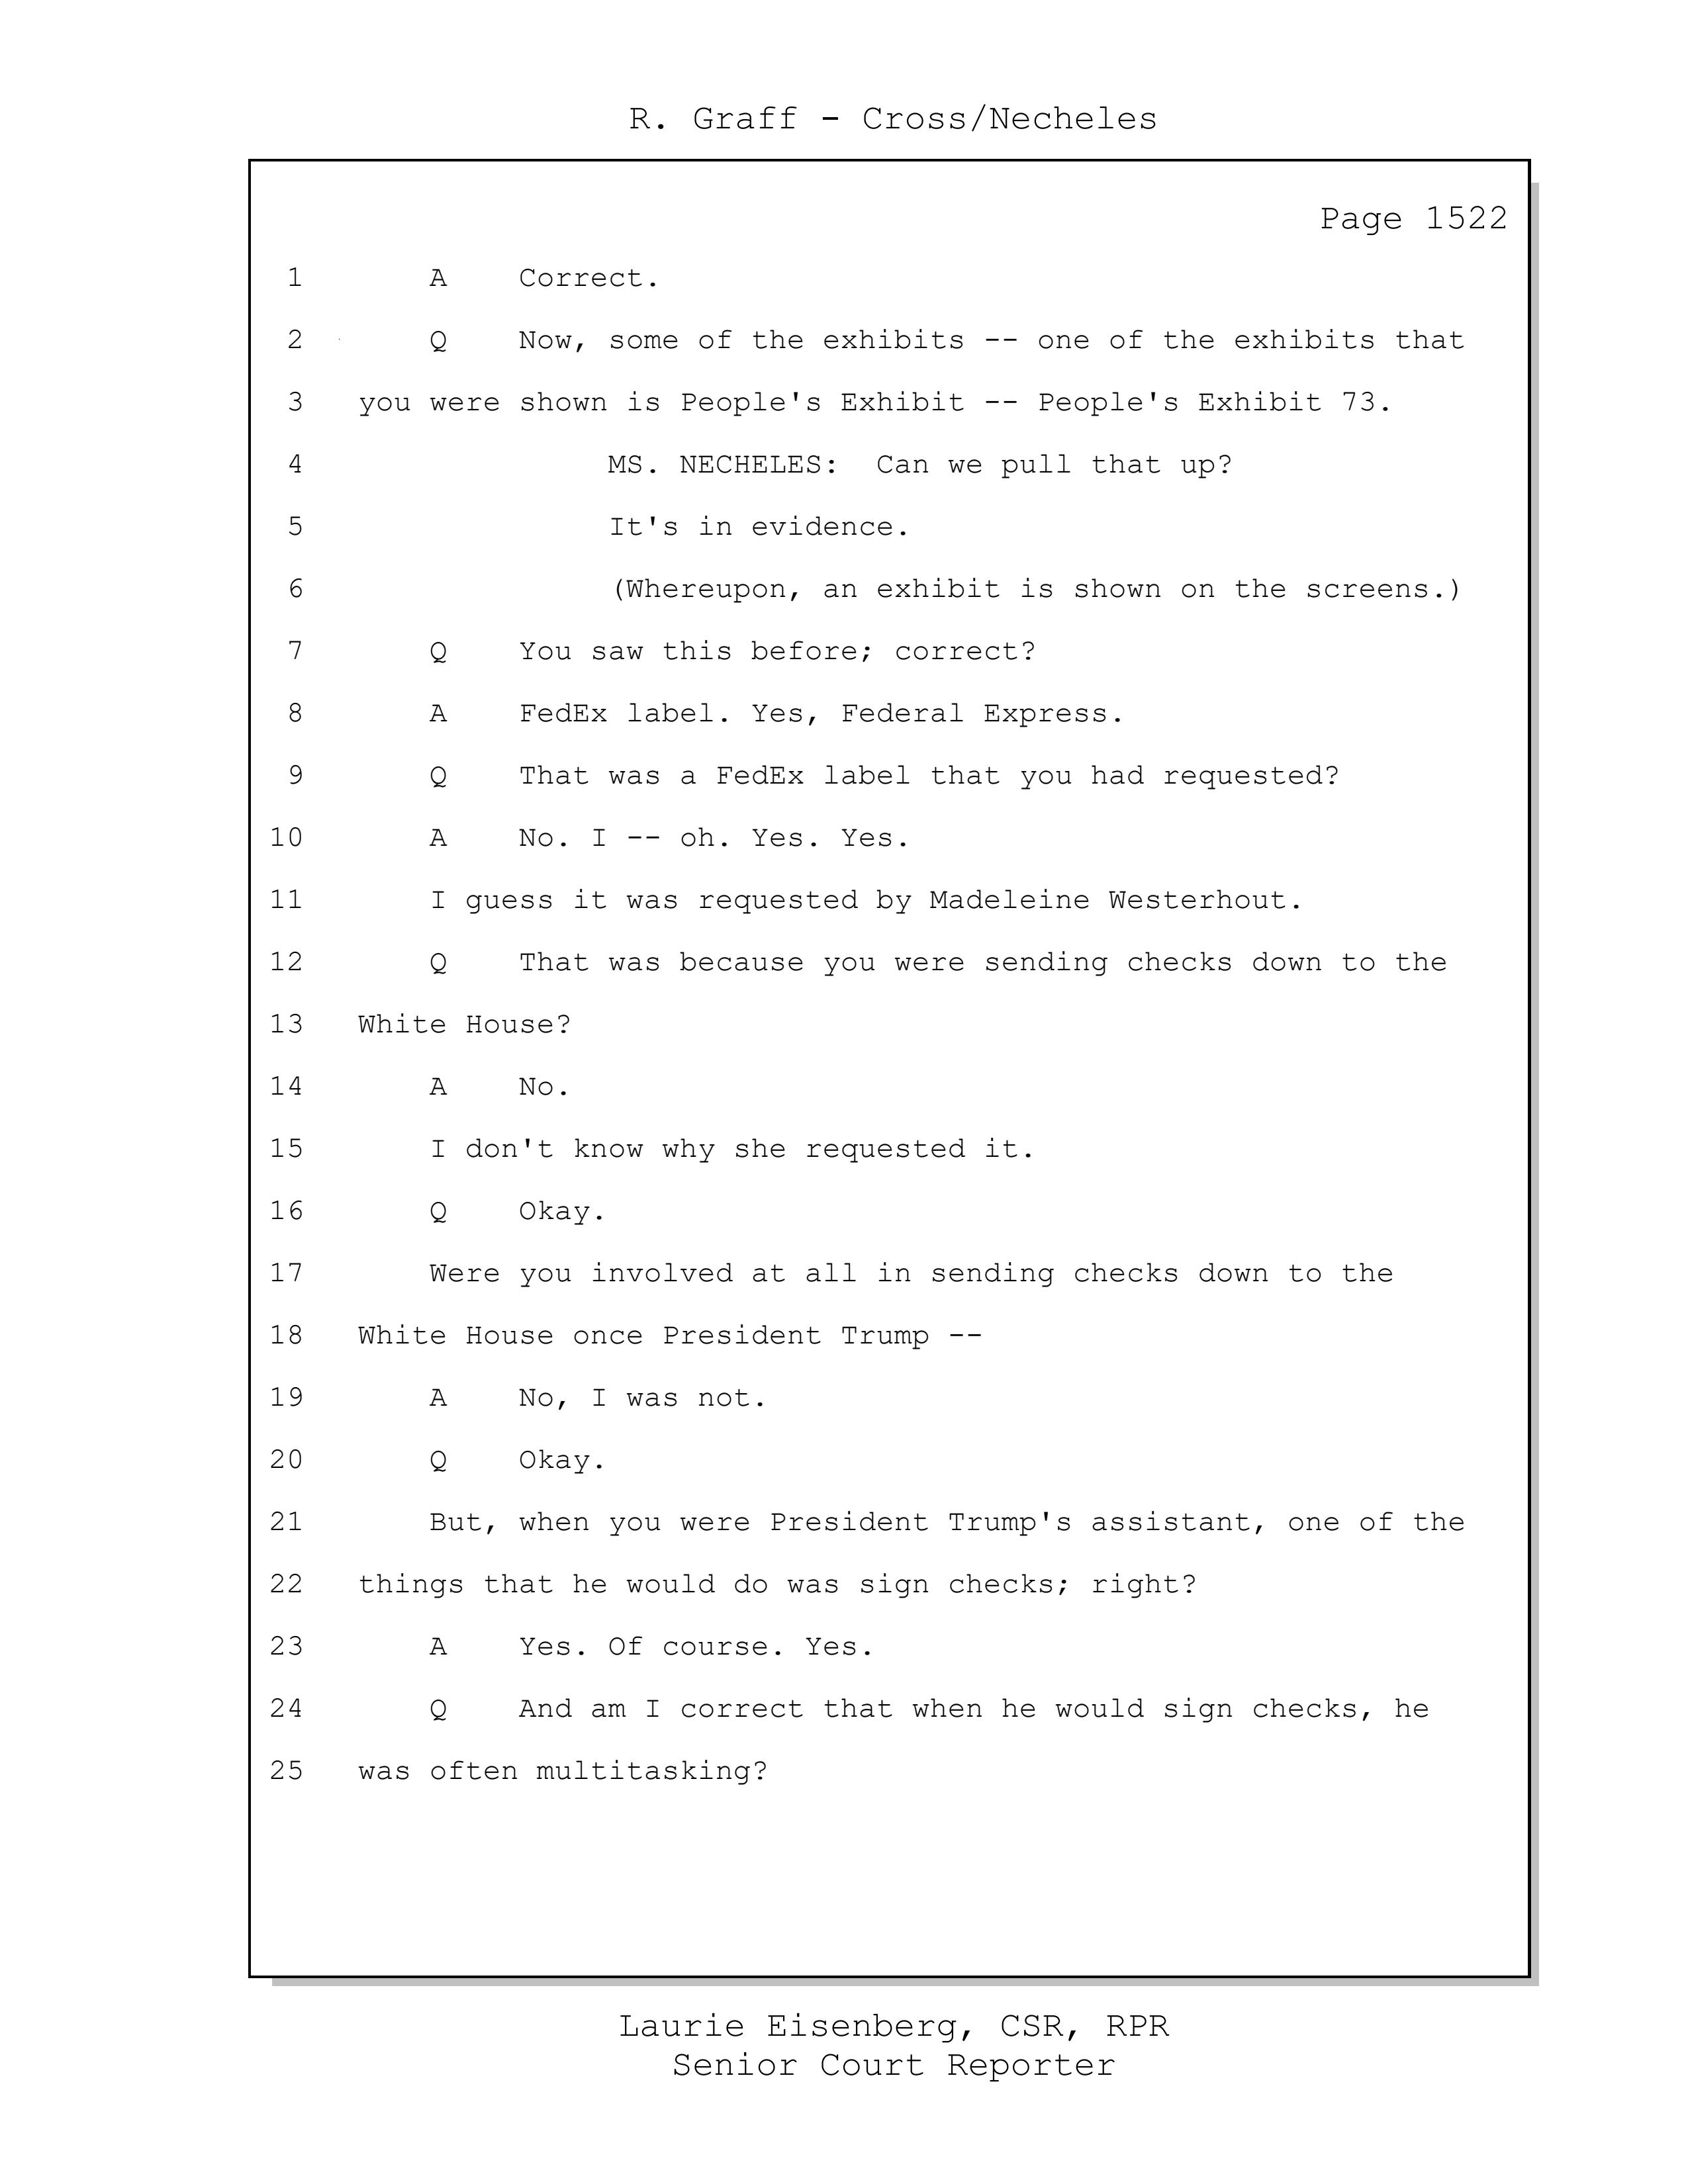 R. Graff - Cross/Necheles
Page 1522
1 A Correct.
2 Q Now, some of the exhibits -- one of the exhibits that
3 you were shown is People's Exhibit -- People's Exhibit 73.
4 MS. NECHELES: Can we pull that up?
5 It's in evidence.
6 (Whereupon, an exhibit is shown on the screens.)
7 Q You saw this before; correct?
8 A FedEx label. Yes, Federal Express.
9 Q That was a FedEx label that you had requested?
10 A No. I -- oh. Yes. Yes.
11 I guess it was requested by Madeleine Westerhout.
12 Q That was because you were sending checks down to the
13 White House?
14 A No.
15 I don't know why she requested it.
16 Q Okay.
17 Were you involved at all in sending checks down to the
18 White House once President Trump --
19 A No, I was not.
20 Q Okay.
21 But, when you were President Trump's assistant, one of the
22 things that he would do was sign checks; right?
23 A Yes. Of course. Yes.
24 Q And am I correct that when he would sign checks, he
25 was often multitasking?
Laurie Eisenberg, CSR, RPR
Senior Court Reporter